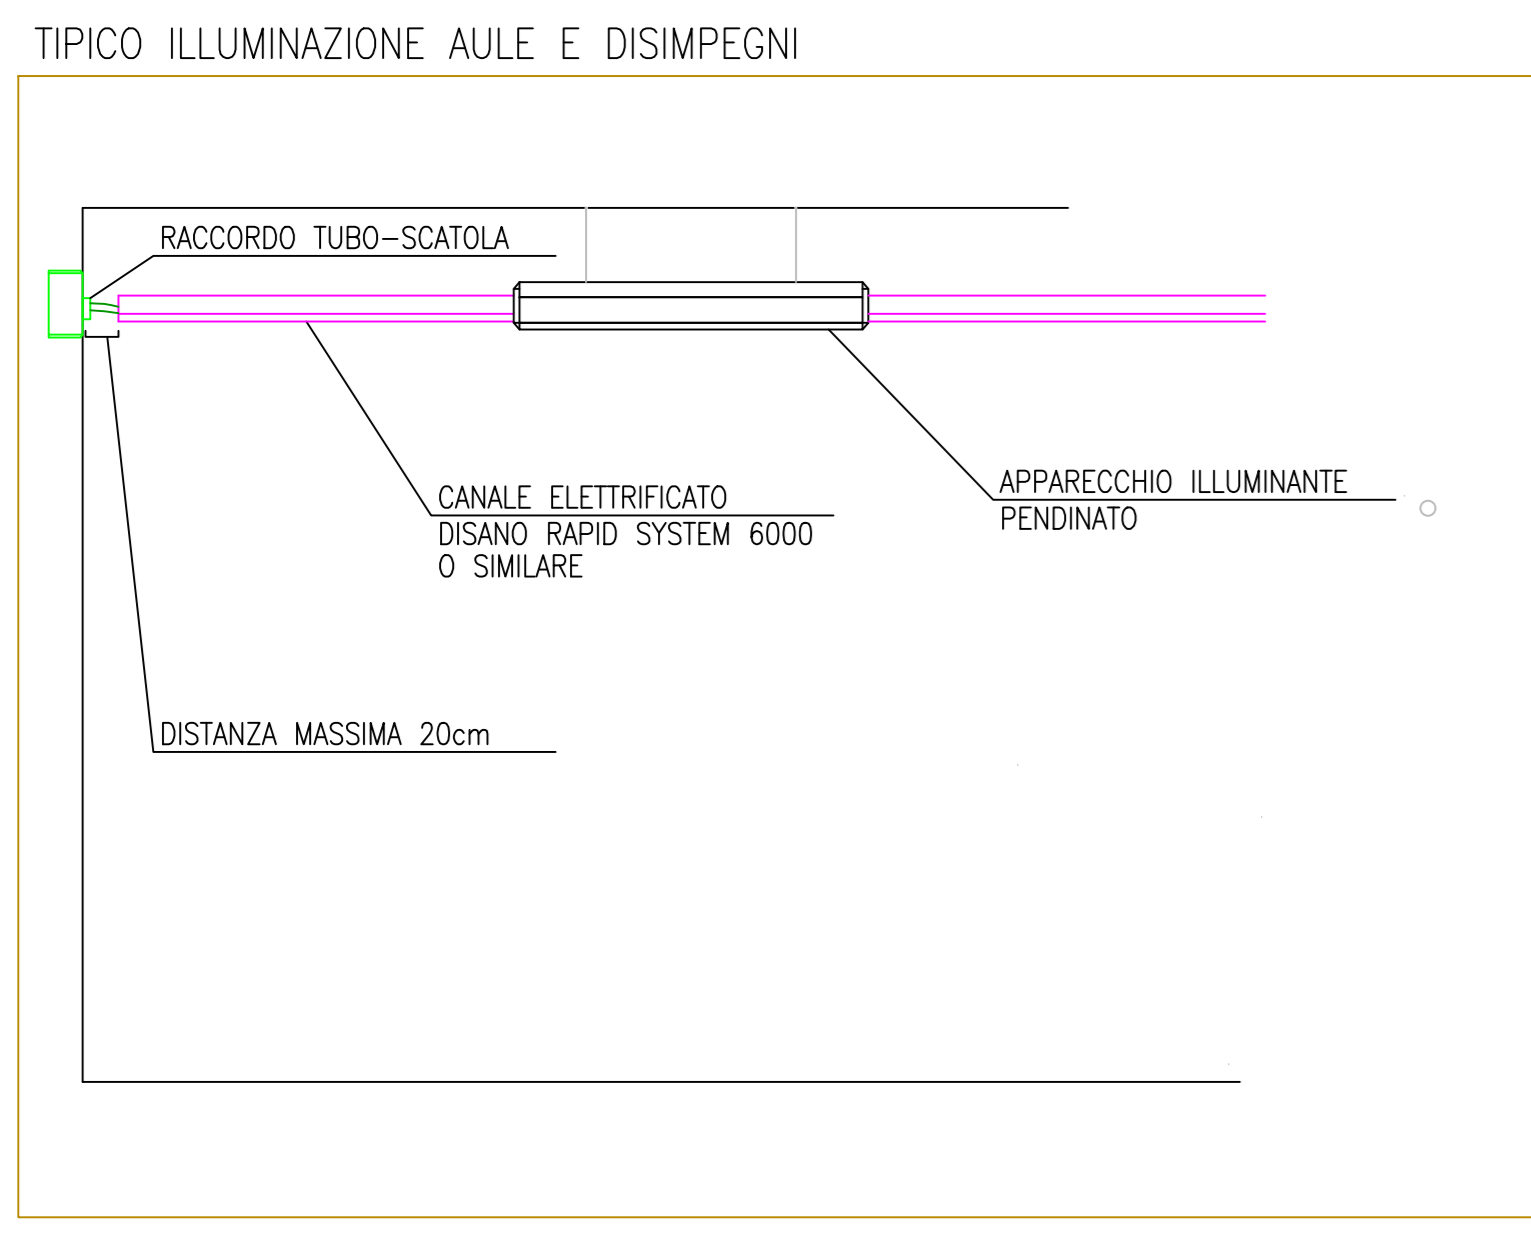 TIPICO ILLUMINAZIONE AULE E DISIMPEGNI
RACCORDO TUBO-SCATOLA
CANALE ELETTRIFICATO
DISANO RAPID SYSTEM 6000
O SIMILARE
APPARECCHIO ILLUMINANTE
PENDINATO
DISTANZA MASSIMA 20cm